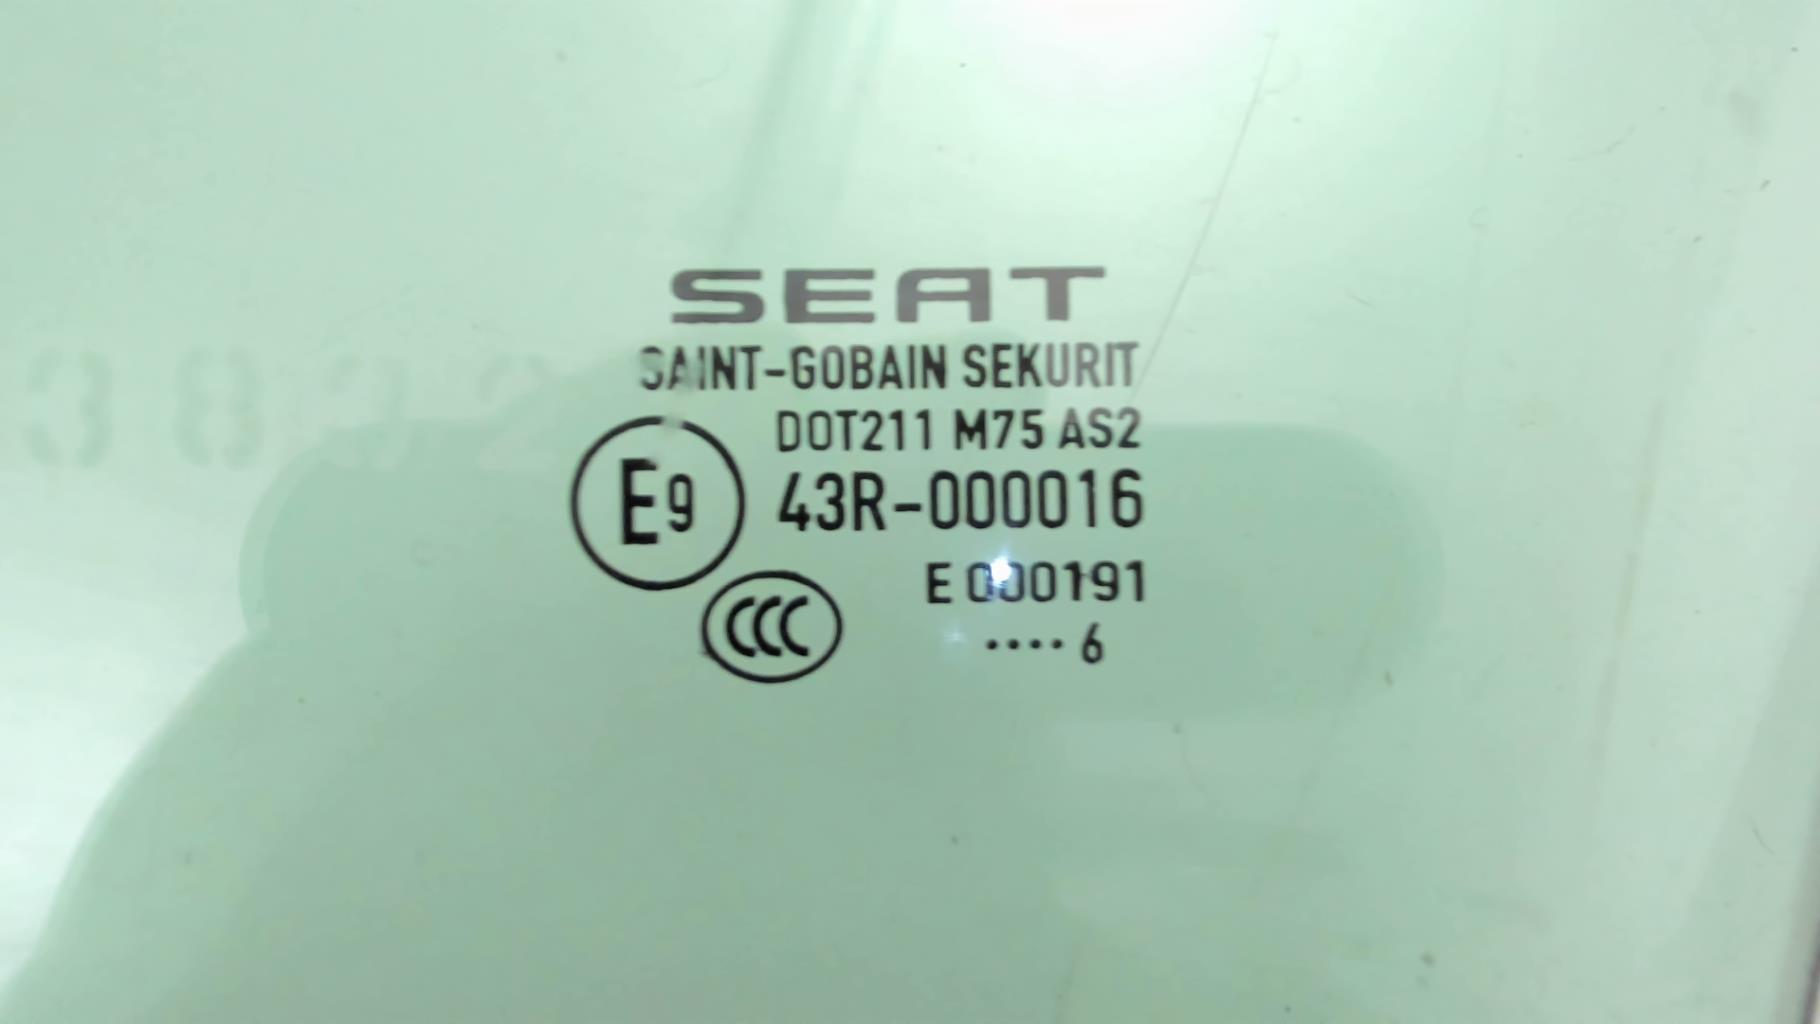 SEAT
SAINT-GOBAIN SEKURIT
DOT211 M75 AS2
E9 43R-000016
CCC E 000191
···· 6